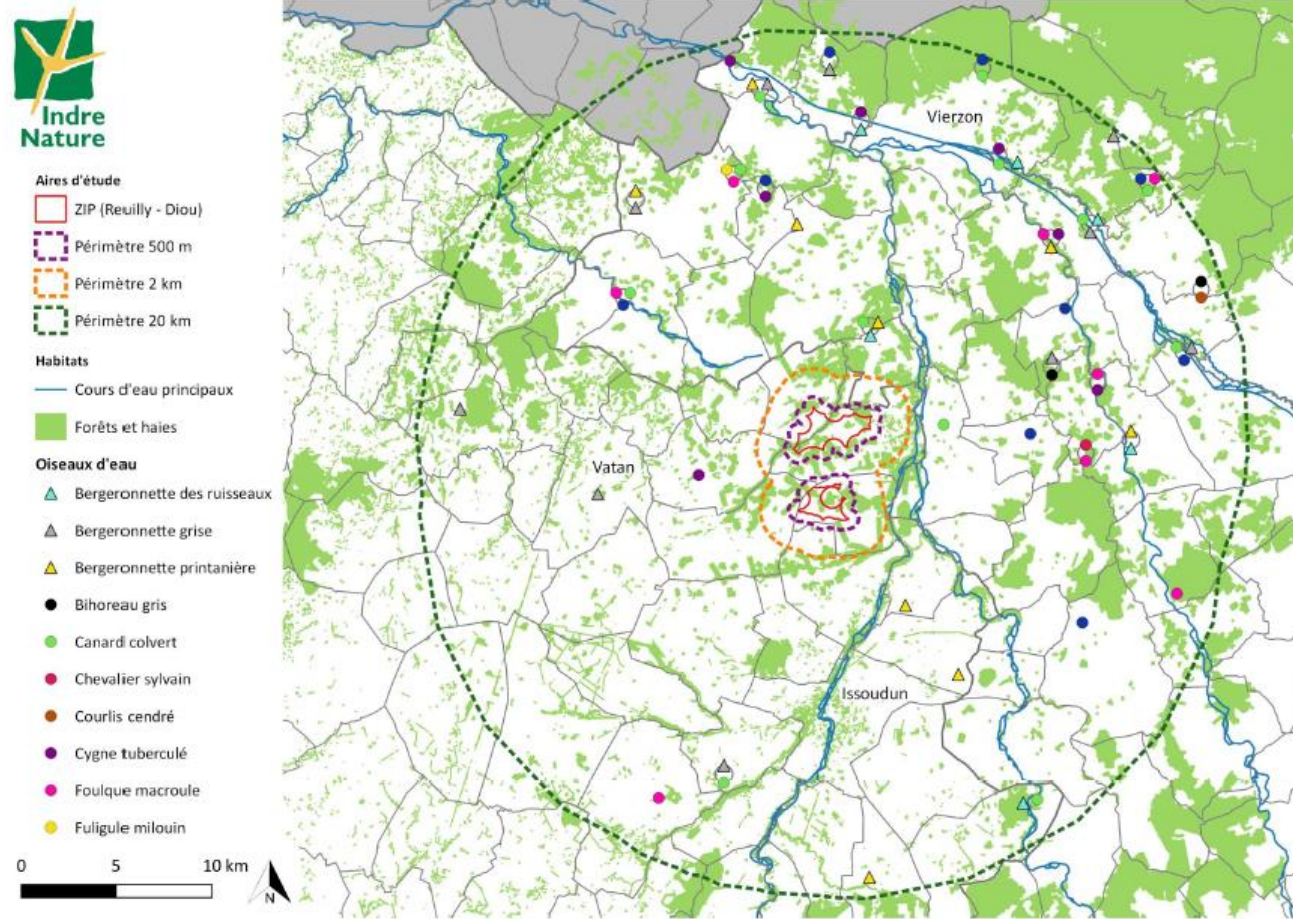 Indre
Nature
Aires d'étude
ZIP (Reuilly - Diou)
Périmètre 500 m
Périmètre 2 km
Périmètre 20 km
Habitats
Cours d'eau principaux
Forêts et haies
Oiseaux d'eau
Bergeronnette des ruisseaux
Bergeronnette grise
Bergeronnette printanière
Bihoreau gris
Canard colvert
Chevalier sylvain
Courlis cendré
Cygne tuberculé
Foulque macroule
Fuligule milouin
0 5 10 km
N
Vierzon
Vatan
Issoudun